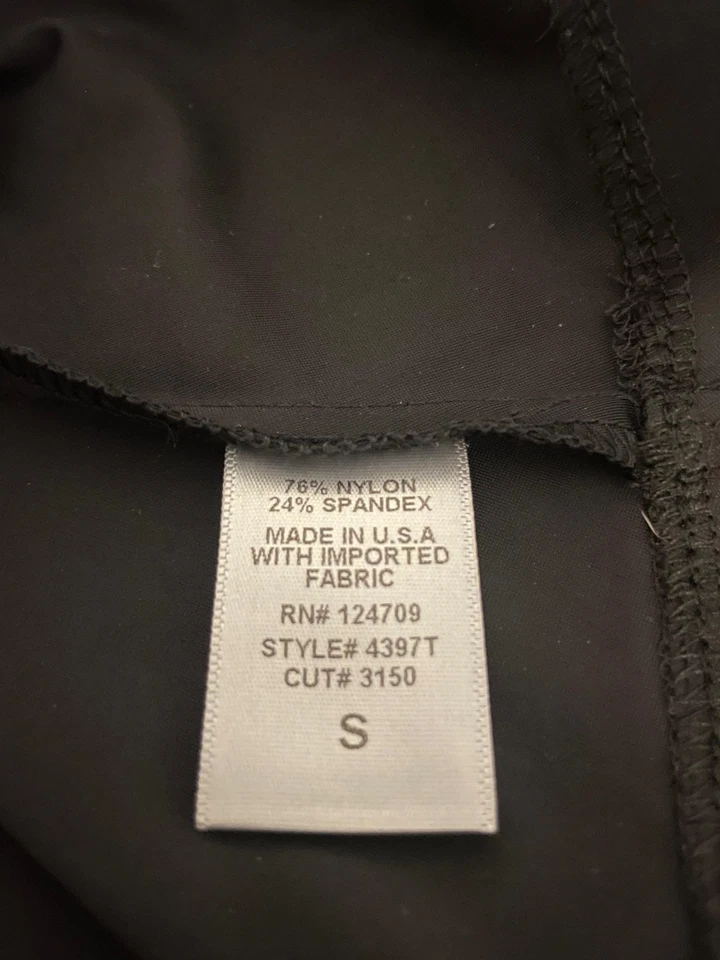 76% NYLON
24% SPANDEX
MADE IN U.S.A
WITH IMPORTED
FABRIC
RN# 124709
STYLE# 4397T
CUT# 3150
S